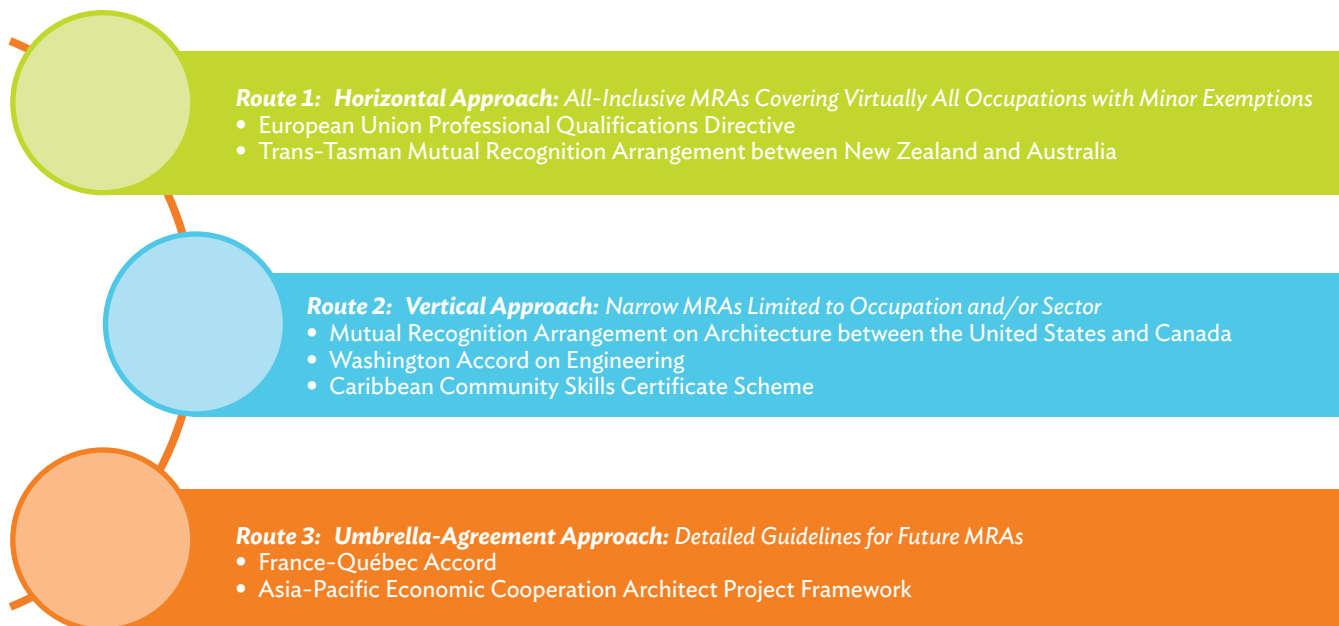 Route 1: Horizontal Approach: All-Inclusive MRAs Covering Virtually All Occupations with Minor Exemptions
• European Union Professional Qualifications Directive
• Trans-Tasman Mutual Recognition Arrangement between New Zealand and Australia
Route 2: Vertical Approach: Narrow MRAs Limited to Occupation and/or Sector
• Mutual Recognition Arrangement on Architecture between the United States and Canada
• Washington Accord on Engineering
• Caribbean Community Skills Certificate Scheme
Route 3: Umbrella-Agreement Approach: Detailed Guidelines for Future MRAs
• France-Québec Accord
• Asia-Pacific Economic Cooperation Architect Project Framework